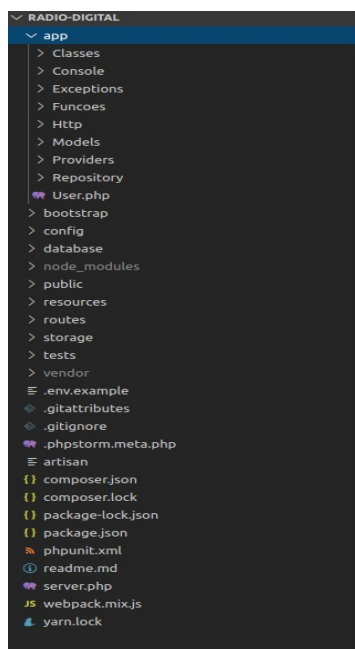 RADIO-DIGITAL
app
Classes
Console
Exceptions
Funcoes
Http
Models
Providers
Repository
User.php
bootstrap
config
database
node_modules
public
resources
routes
storage
tests
vendor
.env.example
.gitattributes
.gitignore
.phpstorm.meta.php
artisan
{} composer.json
{} composer.lock
{} package-lock.json
{} package.json
phpunit.xml
readme.md
server.php
JS webpack.mix.js
yarn.lock